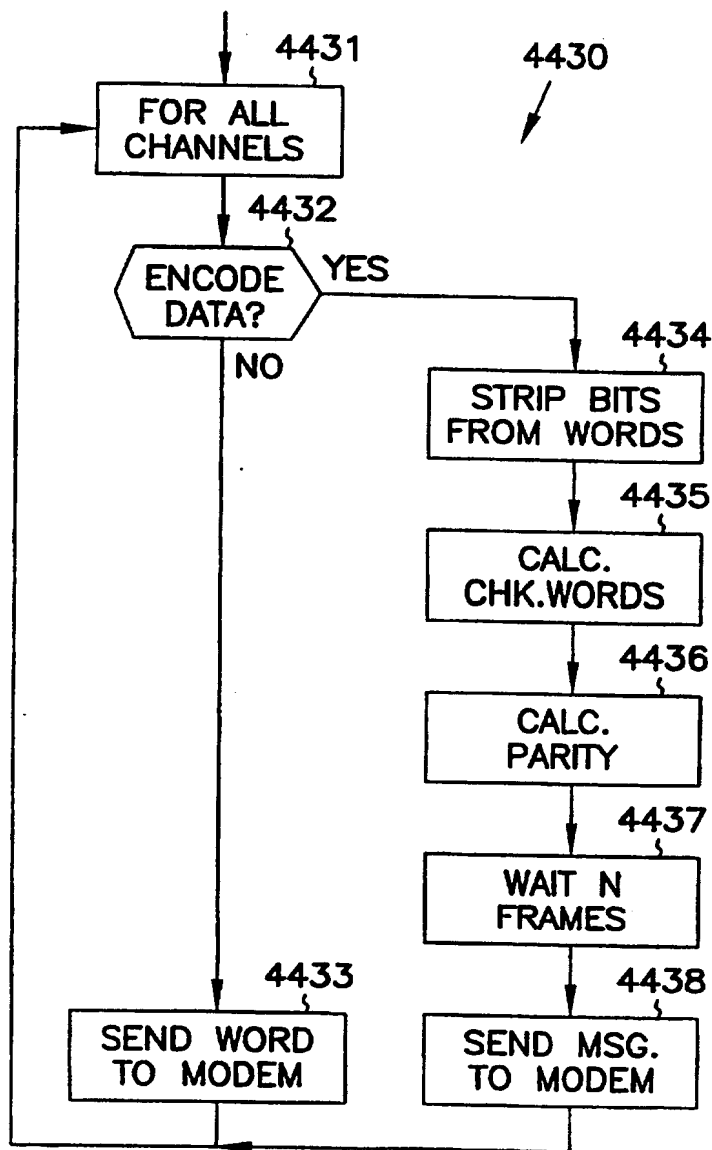 4431
4430
FOR ALL
CHANNELS
4432
ENCODE
DATA?
YES
NO
4434
STRIP BITS
FROM WORDS
4435
CALC.
CHK.WORDS
4436
CALC.
PARITY
4437
WAIT N
FRAMES
4433
SEND WORD
TO MODEM
4438
SEND MSG.
TO MODEM